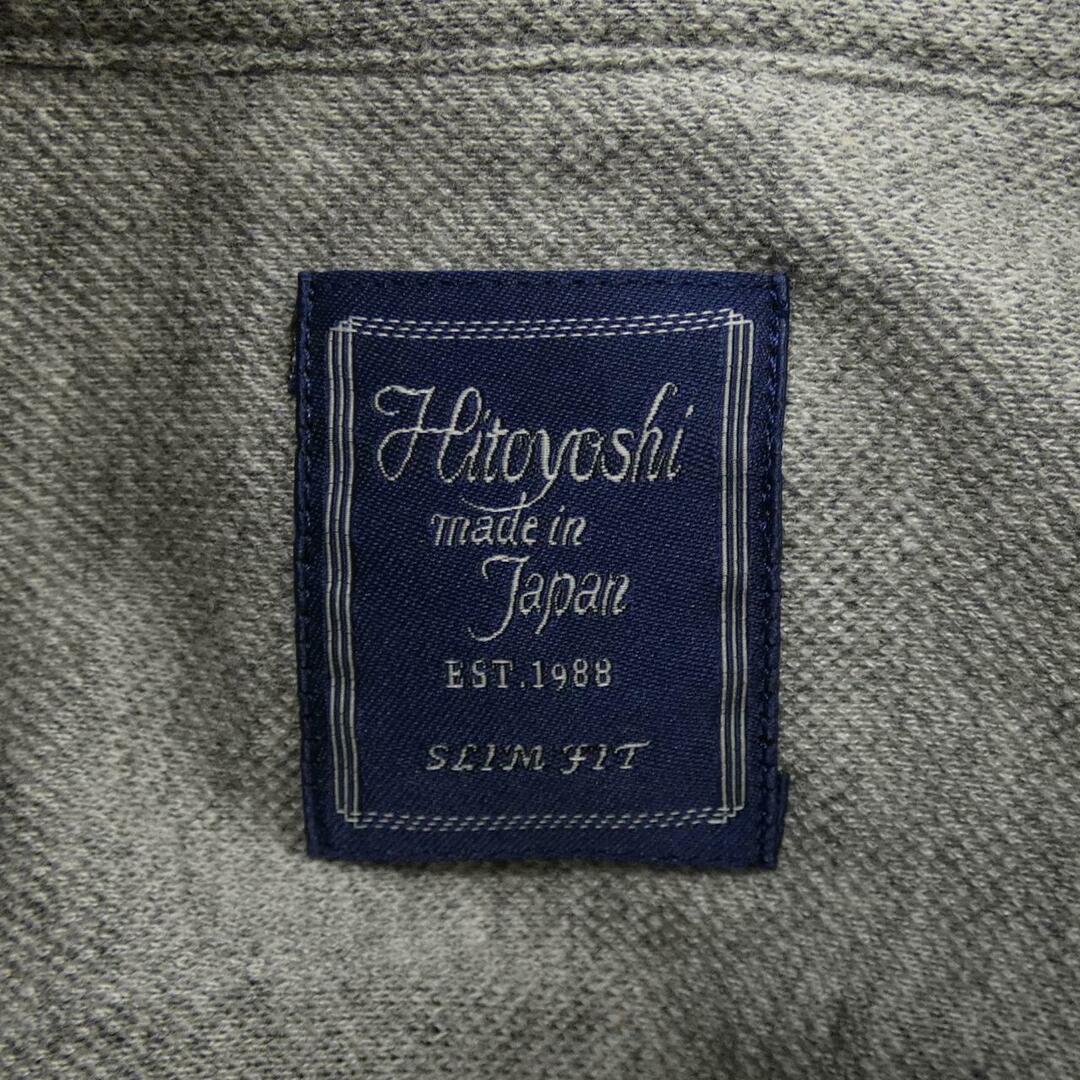 Hitoyoshi
made in
Japan
EST.1988
SLIM FIT